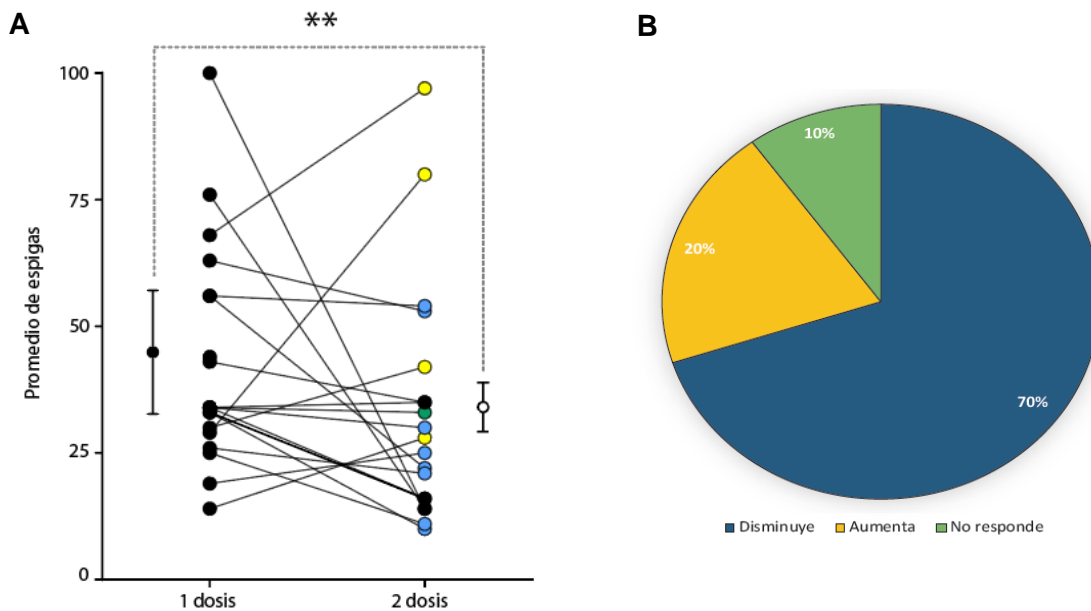 A
**
B
100
75
50
25
0
Promedio de espigas
1 dosis
2 dosis
10%
20%
70%
Disminuye
Aumenta
No responde